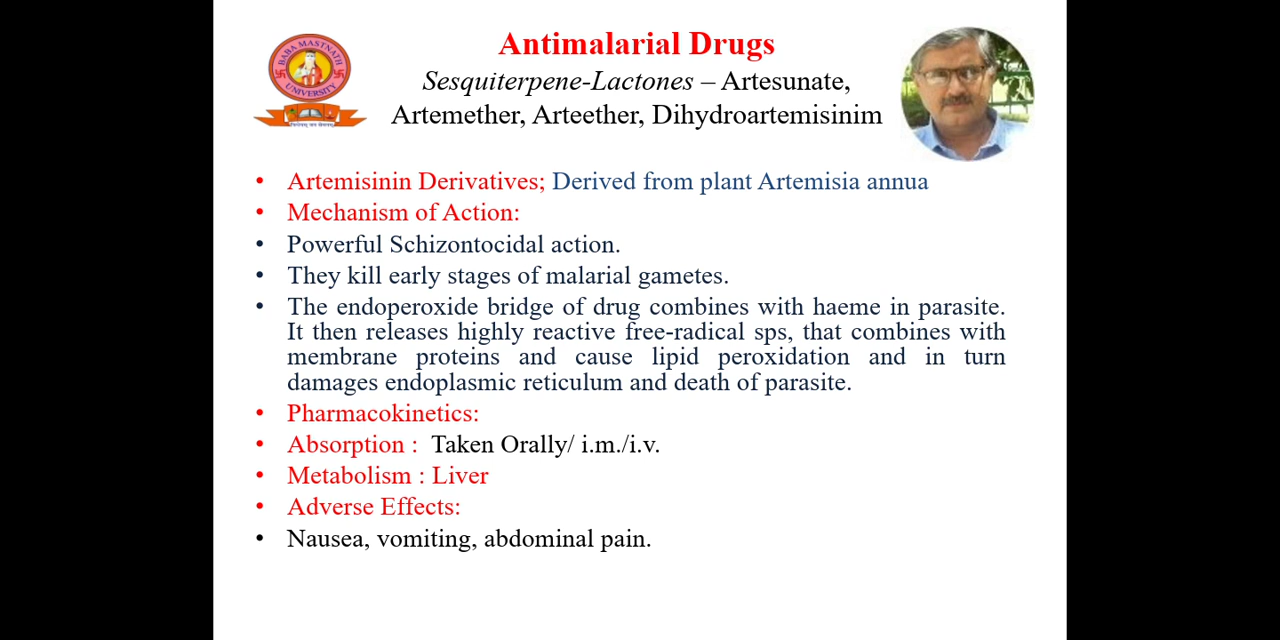 Antimalarial Drugs
Sesquiterpene-Lactones – Artesunate,
Artemether, Arteether, Dihydroartemisinim
BABA MASTNATH
UNIVERSITY
• Artemisinin Derivatives; Derived from plant Artemisia annua
• Mechanism of Action:
• Powerful Schizontocidal action.
• They kill early stages of malarial gametes.
• The endoperoxide bridge of drug combines with haeme in parasite.
It then releases highly reactive free-radical sps, that combines with
membrane proteins and cause lipid peroxidation and in turn
damages endoplasmic reticulum and death of parasite.
• Pharmacokinetics:
• Absorption : Taken Orally/ i.m./i.v.
• Metabolism : Liver
• Adverse Effects:
• Nausea, vomiting, abdominal pain.